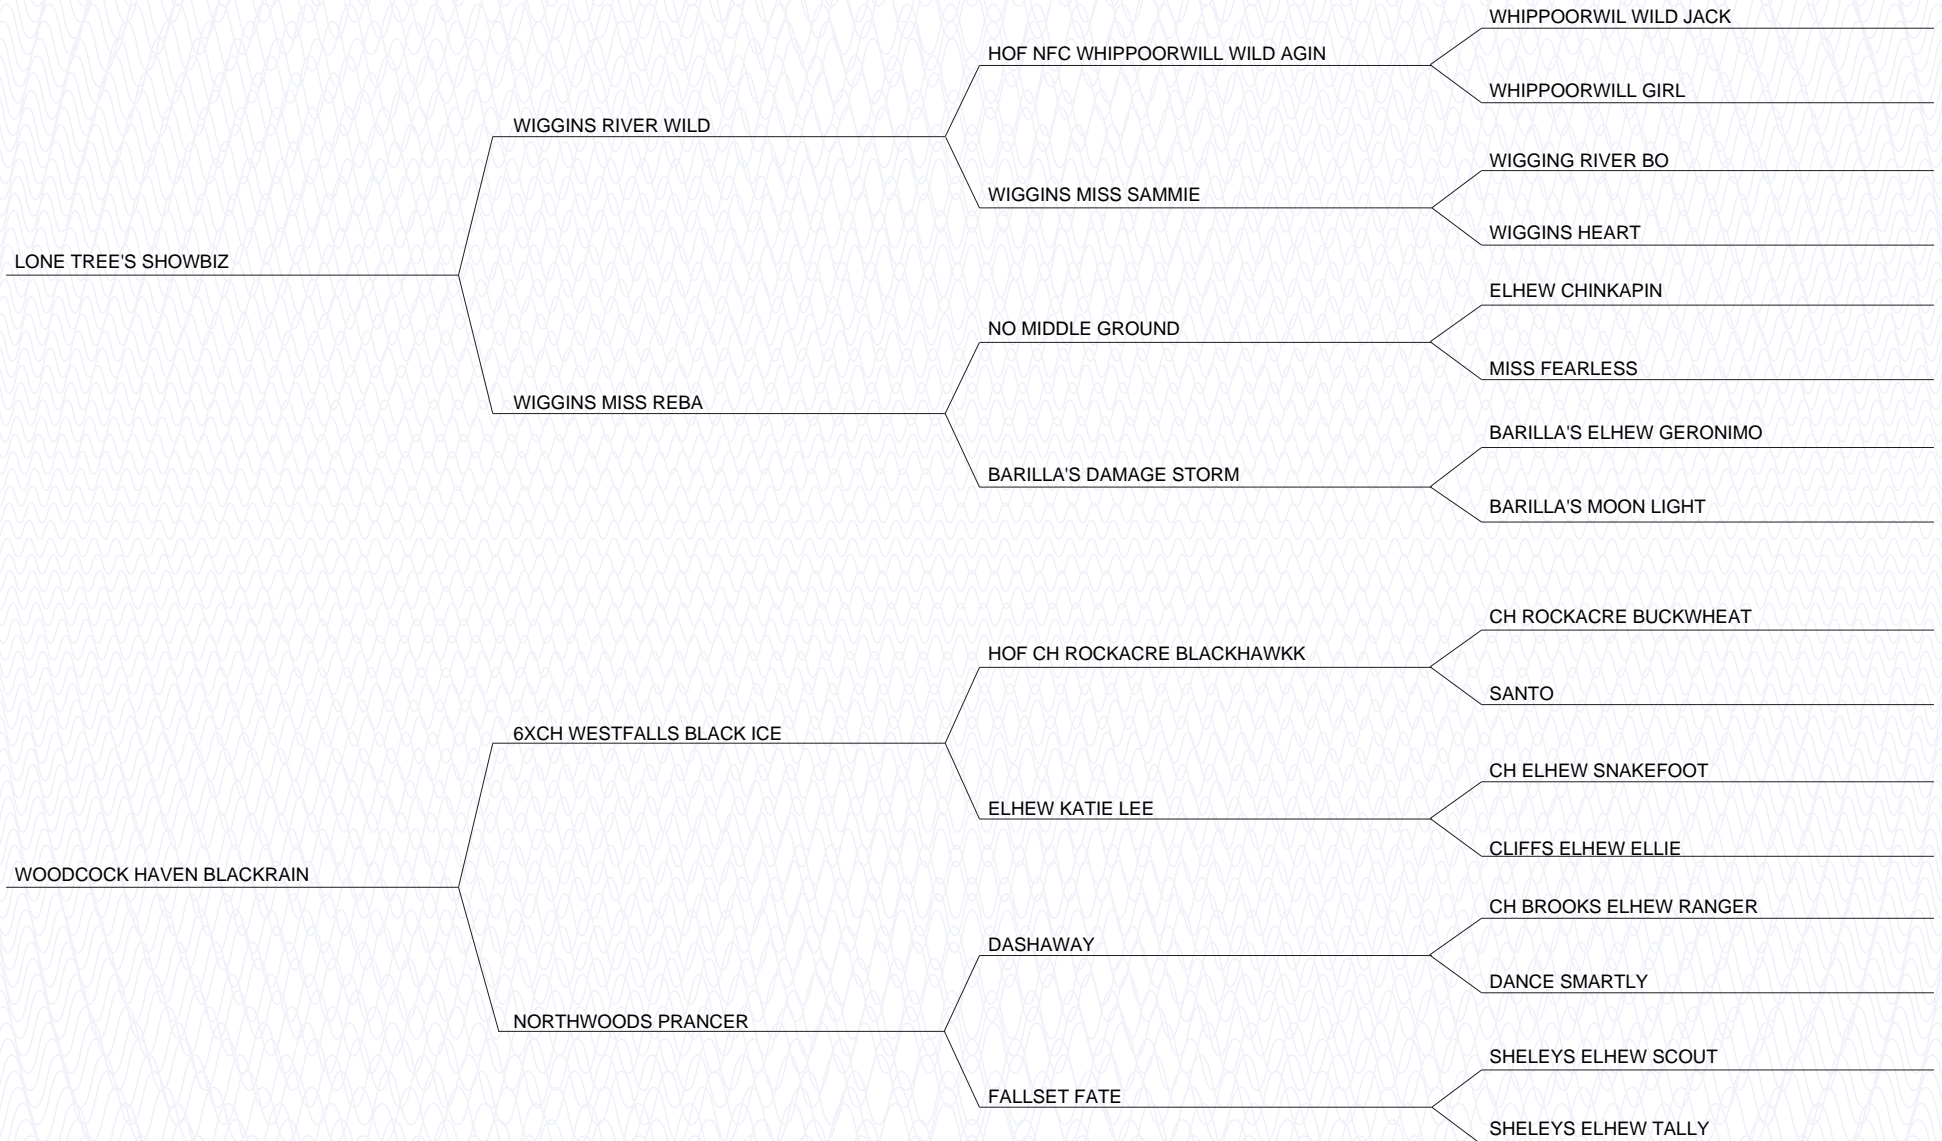 WHIPPOORWIL WILD JACK
HOF NFC WHIPPOORWILL WILD AGIN
WHIPPOORWILL GIRL
WIGGINS RIVER WILD
WIGGING RIVER BO
WIGGINS MISS SAMMIE
WIGGINS HEART
LONE TREE'S SHOWBIZ
ELHEW CHINKAPIN
NO MIDDLE GROUND
MISS FEARLESS
WIGGINS MISS REBA
BARILLA'S ELHEW GERONIMO
BARILLA'S DAMAGE STORM
BARILLA'S MOON LIGHT
CH ROCKACRE BUCKWHEAT
HOF CH ROCKACRE BLACKHAWKK
SANTO
6XCH WESTFALLS BLACK ICE
CH ELHEW SNAKEFOOT
ELHEW KATIE LEE
CLIFFS ELHEW ELLIE
WOODCOCK HAVEN BLACKRAIN
CH BROOKS ELHEW RANGER
DASHAWAY
DANCE SMARTLY
NORTHWOODS PRANCER
SHELEYS ELHEW SCOUT
FALLSET FATE
SHELEYS ELHEW TALLY